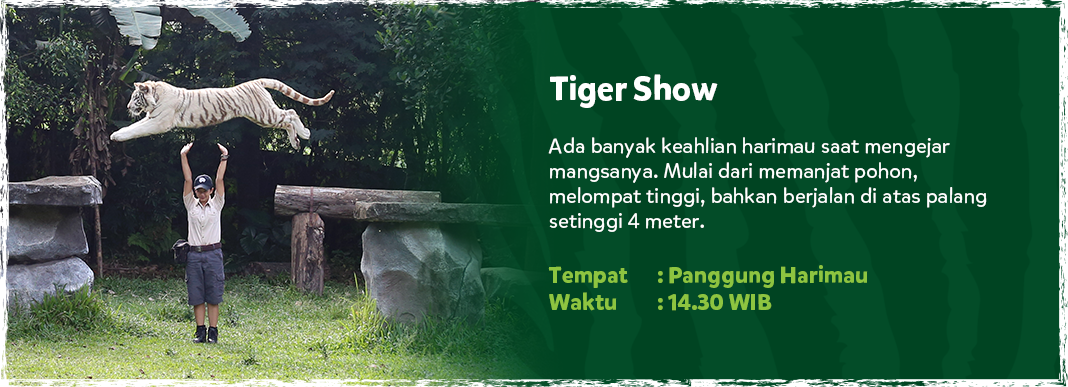 Tiger Show
Ada banyak keahlian harimau saat mengejar
mangsanya. Mulai dari memanjat pohon,
melompat tinggi, bahkan berjalan di atas palang
setinggi 4 meter.
Tempat : Panggung Harimau
Waktu : 14.30 WIB